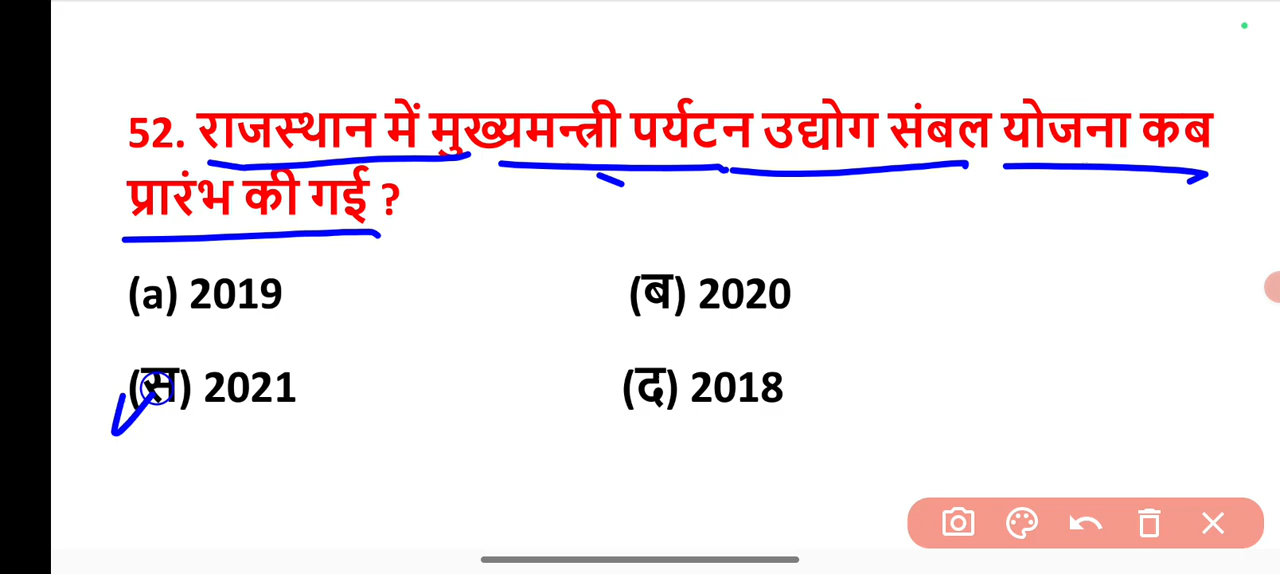 52. राजस्थान में मुख्यमन्त्री पर्यटन उद्योग संबल योजना कब
प्रारंभ की गई ?
(a) 2019 (ब) 2020
(स) 2021 (द) 2018